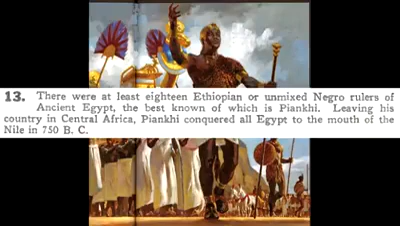 13. There were at least eighteen Ethiopian or unmixed Negro rulers of
Ancient Egypt, the best known of which is Piankhi. Leaving his
country in Central Africa, Piankhi conquered all Egypt to the mouth of the
Nile in 750 B. C.